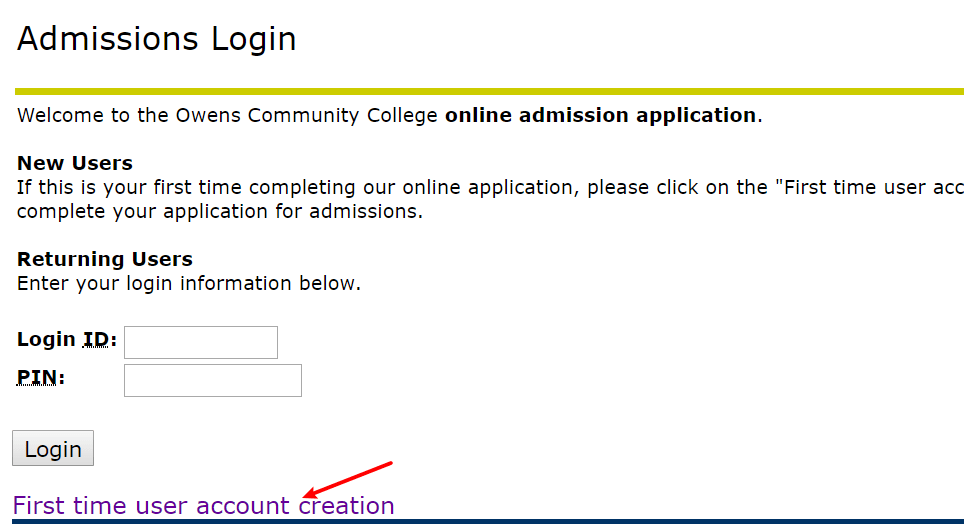 Admissions Login
Welcome to the Owens Community College online admission application.
New Users
If this is your first time completing our online application, please click on the "First time user acc
complete your application for admissions.
Returning Users
Enter your login information below.
Login ID:
PIN:
Login
First time user account creation